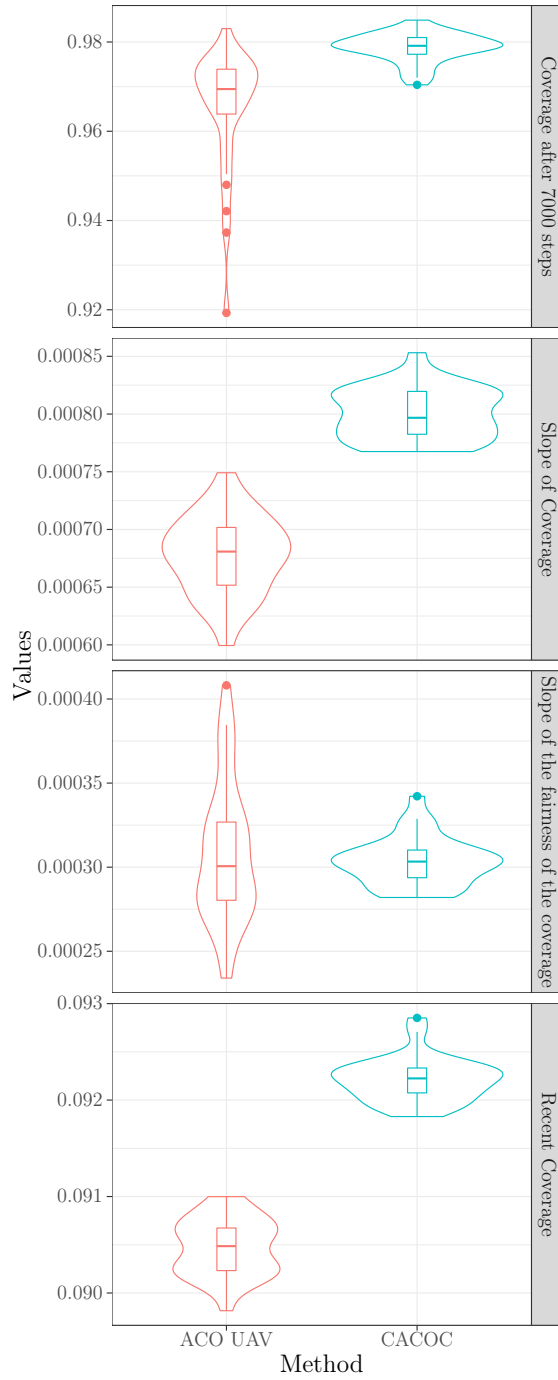 0.98
0.96
0.94
0.92
Coverage after 7000 steps
0.00085
0.00080
0.00075
0.00070
0.00065
0.00060
Slope of Coverage
Values
0.00040
0.00035
0.00030
0.00025
Slope of the fairness of the coverage
0.093
0.092
0.091
0.090
Recent Coverage
ACO UAV
CACOC
Method